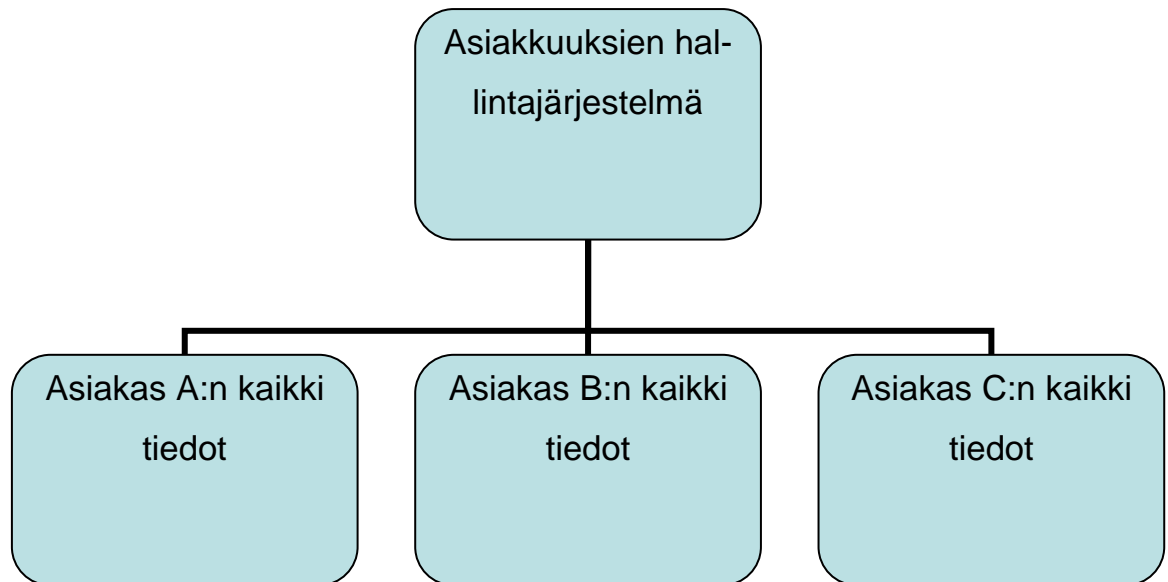 Asiakkuuksien hal-
lintajärjestelmä
Asiakas A:n kaikki
tiedot
Asiakas B:n kaikki
tiedot
Asiakas C:n kaikki
tiedot